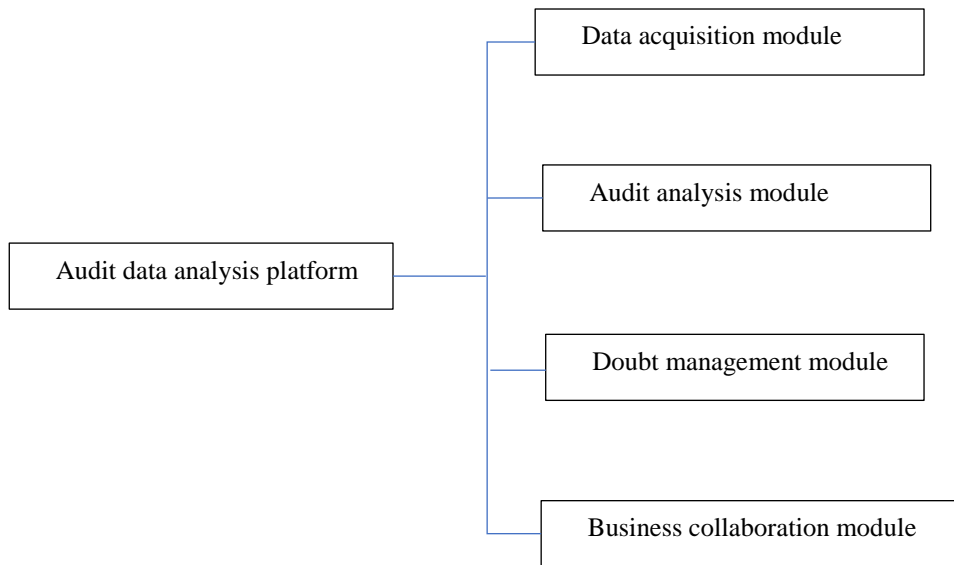 Data acquisition module
Audit analysis module
Audit data analysis platform
Doubt management module
Business collaboration module